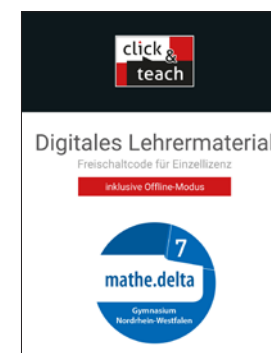 click &
teach
Digitales Lehrermaterial
Freischaltcode für Einzellizenz
inklusive Offline-Modus
7
mathe.delta
Gymnasium
Nordrhein-Westfalen